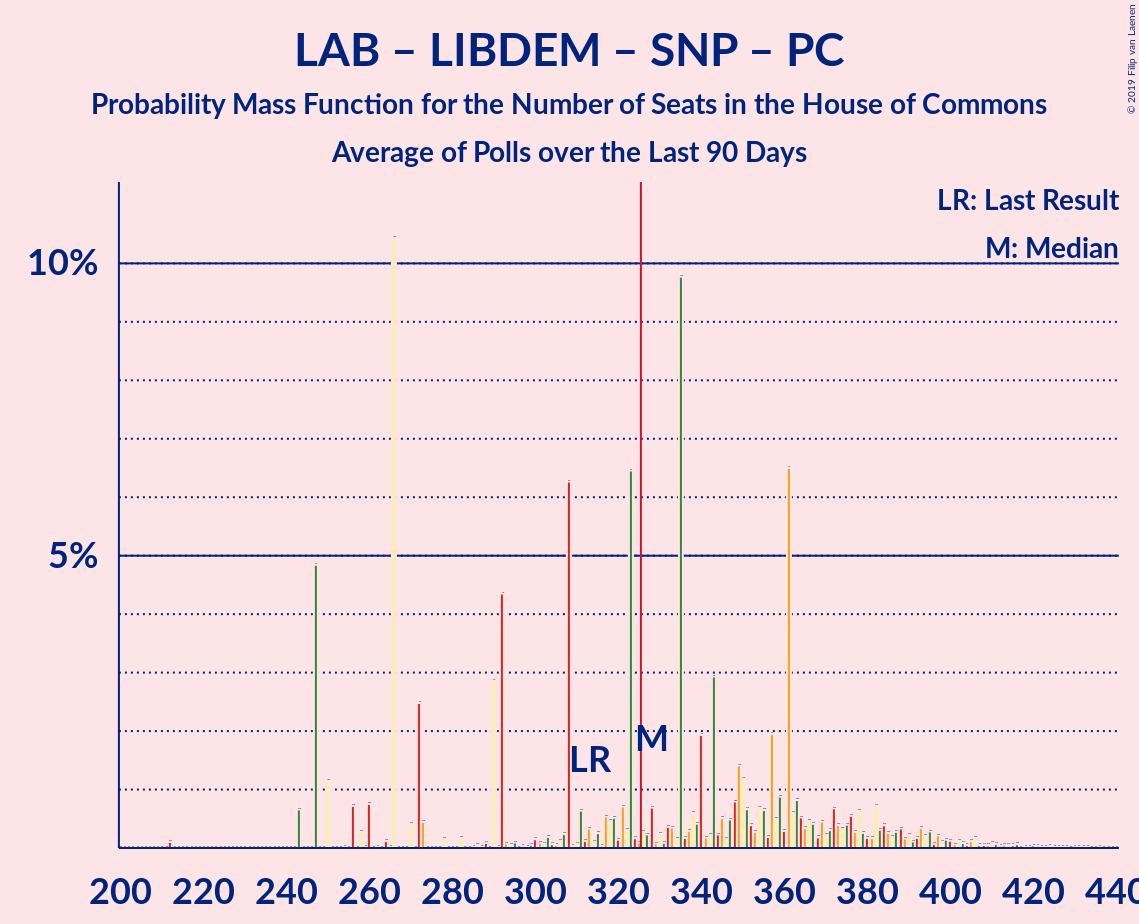 LAB – LIBDEM – SNP – PC
Probability Mass Function for the Number of Seats in the House of Commons
Average of Polls over the Last 90 Days
© 2019 Filip van Laenen
LR: Last Result
M: Median
10%
5%
LR
M
200 220 240 260 280 300 320 340 360 380 400 420 440